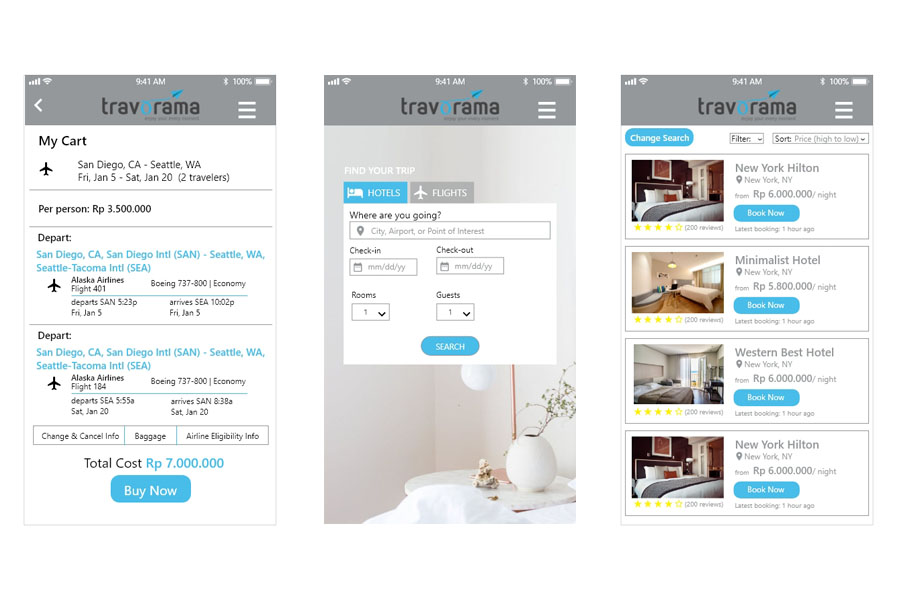 9:41 AM
100%
travorama
enjoy your every moment
My Cart
San Diego, CA - Seattle, WA
Fri, Jan 5 - Sat, Jan 20 (2 travelers)
Per person: Rp 3.500.000
Depart:
San Diego, CA, San Diego Intl (SAN) - Seattle, WA,
Seattle-Tacoma Intl (SEA)
Alaska Airlines
Flight 401
Boeing 737-800 | Economy
departs SAN 5:23p
Fri, Jan 5
arrives SEA 10:02p
Fri, Jan 5
Depart:
San Diego, CA, San Diego Intl (SAN) - Seattle, WA,
Seattle-Tacoma Intl (SEA)
Alaska Airlines
Flight 184
Boeing 737-800 | Economy
departs SEA 5:55a
Sat, Jan 20
arrives SAN 8:38a
Sat, Jan 20
Change & Cancel Info
Baggage
Airline Eligibility Info
Total Cost Rp 7.000.000
Buy Now
9:41 AM
100%
travorama
enjoy your every moment
FIND YOUR TRIP
HOTELS
FLIGHTS
Where are you going?
City, Airport, or Point of Interest
Check-in
Check-out
mm/dd/yy
mm/dd/yy
Rooms
Guests
1
1
SEARCH
9:41 AM
100%
travorama
enjoy your every moment
Change Search
Filter:
Sort: Price (high to low)
New York Hilton
New York, NY
from Rp 6.000.000/ night
Book Now
(200 reviews)
Latest booking: 1 hour ago
Minimalist Hotel
New York, NY
from Rp 5.800.000/ night
Book Now
(200 reviews)
Latest booking: 1 hour ago
Western Best Hotel
New York, NY
from Rp 6.000.000/ night
Book Now
(200 reviews)
Latest booking: 1 hour ago
New York Hilton
New York, NY
from Rp 6.000.000/ night
Book Now
(200 reviews)
Latest booking: 1 hour ago